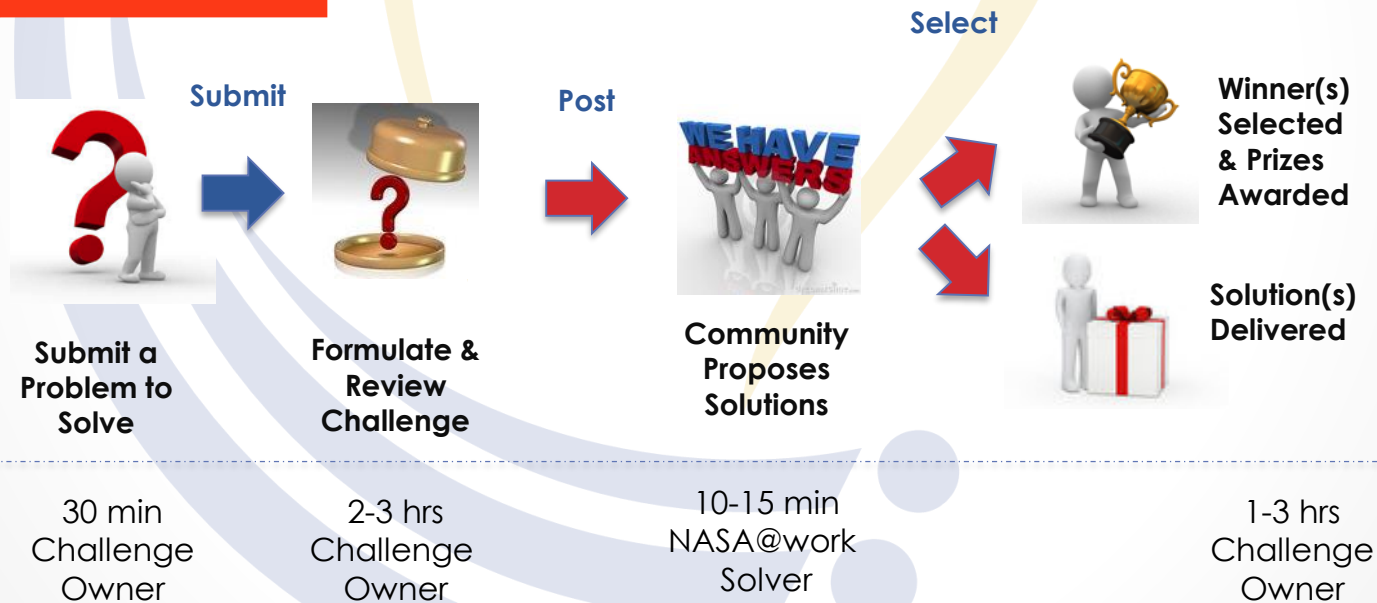 Select
Submit
Post
WE HAVE
ANSWERS
Winner(s)
Selected
& Prizes
Awarded
Solution(s)
Delivered
Submit a
Problem to
Solve
Formulate &
Review
Challenge
Community
Proposes
Solutions
30 min
Challenge
Owner
2-3 hrs
Challenge
Owner
10-15 min
NASA@work
Solver
1-3 hrs
Challenge
Owner